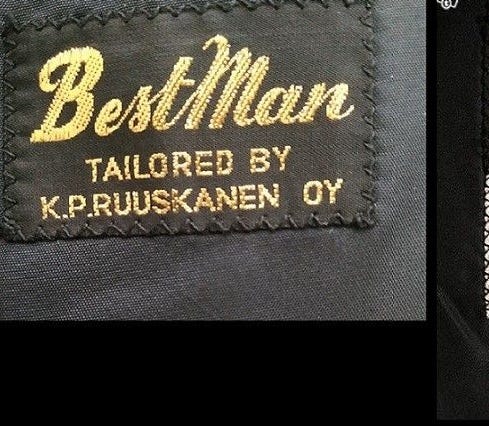 BestMan
TAILORED BY
K.P.RUUSKANEN OY